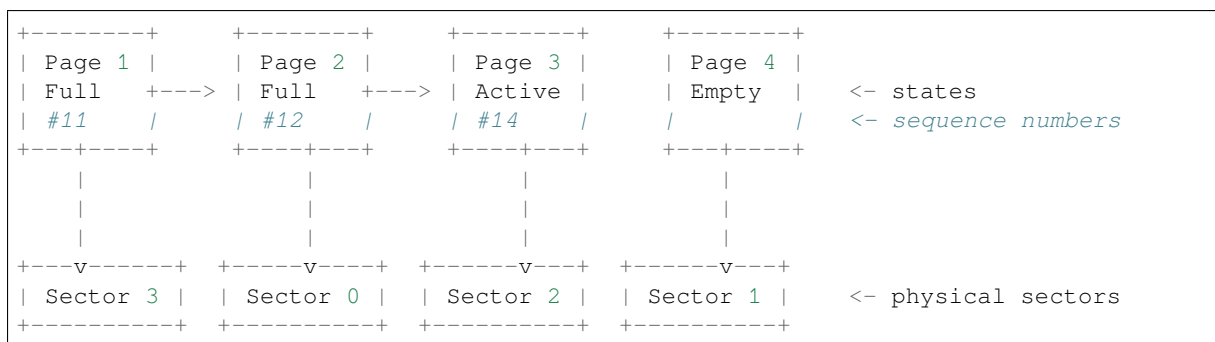 +--------+     +--------+     +--------+     +--------+
| Page 1 |     | Page 2 |     | Page 3 |     | Page 4 |
| Full   +---> | Full   +---> | Active |     | Empty  |   <- states
| #11    |     | #12    |     | #14    |     |        |   <- sequence numbers
+---+----+     +----+---+     +----+---+     +---+----+
    |               |              |             |
    |               |              |             |
    |               |              |             |
+---v------+  +-----v----+  +------v---+  +------v---+
| Sector 3 |  | Sector 0 |  | Sector 2 |  | Sector 1 |    <- physical sectors
+----------+  +----------+  +----------+  +----------+